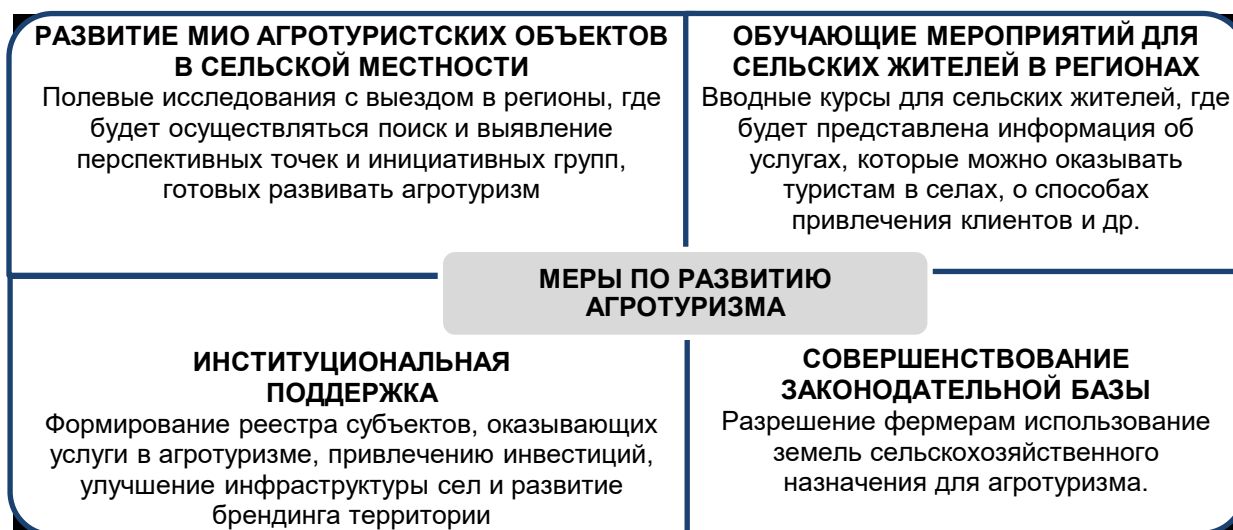 РАЗВИТИЕ МИО АГРОТУРИСТСКИХ ОБЪЕКТОВ
В СЕЛЬСКОЙ МЕСТНОСТИ
Полевые исследования с выездом в регионы, где
будет осуществляться поиск и выявление
перспективных точек и инициативных групп,
готовых развивать агротуризм
ОБУЧАЮЩИЕ МЕРОПРИЯТИЙ ДЛЯ
СЕЛЬСКИХ ЖИТЕЛЕЙ В РЕГИОНАХ
Вводные курсы для сельских жителей, где
будет представлена информация об
услугах, которые можно оказывать
туристам в селах, о способах
привлечения клиентов и др.
МЕРЫ ПО РАЗВИТИЮ
АГРОТУРИЗМА
ИНСТИТУЦИОНАЛЬНАЯ
ПОДДЕРЖКА
Формирование реестра субъектов, оказывающих
услуги в агротуризме, привлечению инвестиций,
улучшение инфраструктуры сел и развитие
брендинга территории
СОВЕРШЕНСТВОВАНИЕ
ЗАКОНОДАТЕЛЬНОЙ БАЗЫ
Разрешение фермерам использование
земель сельскохозяйственного
назначения для агротуризма.